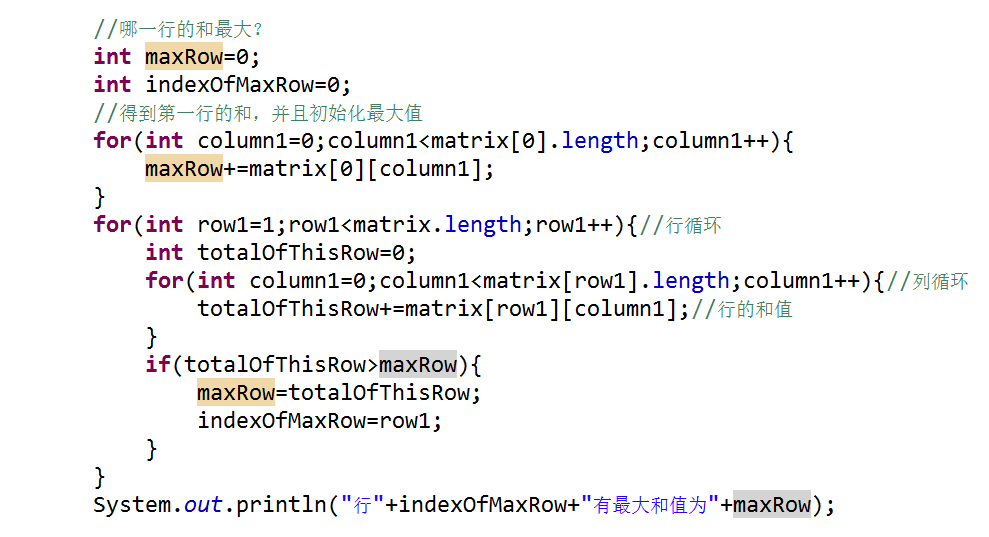 //哪一行的和最大？
int maxRow=0;
int indexOfMaxRow=0;
//得到第一行的和，并且初始化最大值
for(int column1=0;column1<matrix[0].length;column1++){
maxRow+=matrix[0][column1];
}
for(int row1=1;row1<matrix.length;row1++){//行循环
int totalOfThisRow=0;
for(int column1=0;column1<matrix[row1].length;column1++){//列循环
totalOfThisRow+=matrix[row1][column1];//行的和值
}
if(totalOfThisRow>maxRow){
maxRow=totalOfThisRow;
indexOfMaxRow=row1;
}
}
System.out.println("行"+indexOfMaxRow+"有最大和值为"+maxRow);